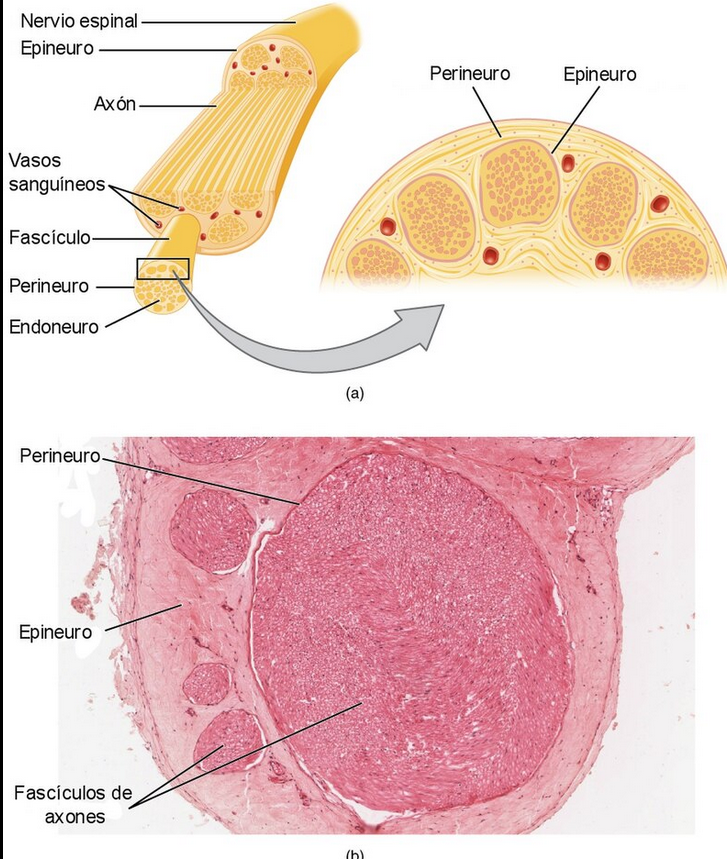 Nervio espinal
Epineuro
Axón
Vasos
sanguíneos
Fascículo
Perineuro
Endoneuro
Perineuro
Epineuro
(a)
Perineuro
Epineuro
Fascículos de
axones
(b)